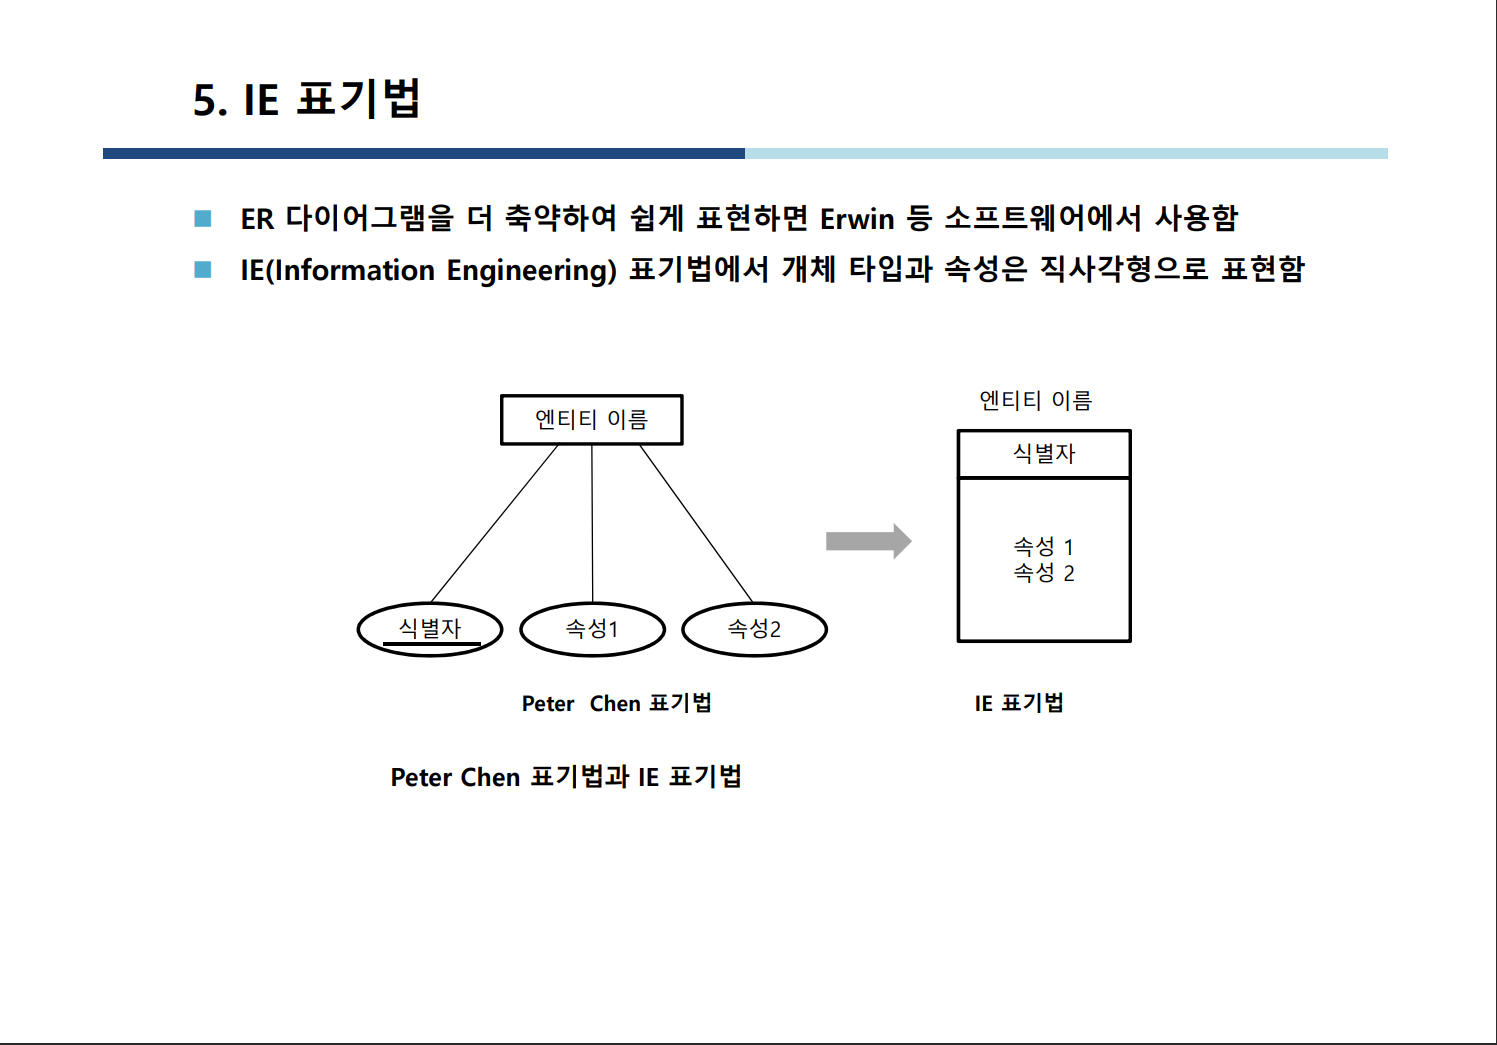 5. IE 표기법
ER 다이어그램을 더 축약하여 쉽게 표현하면 Erwin 등 소프트웨어에서 사용함
IE(Information Engineering) 표기법에서 개체 타입과 속성은 직사각형으로 표현함
엔티티 이름
식별자
속성1
속성2
Peter Chen 표기법
엔티티 이름
식별자
속성 1
속성 2
IE 표기법
Peter Chen 표기법과 IE 표기법